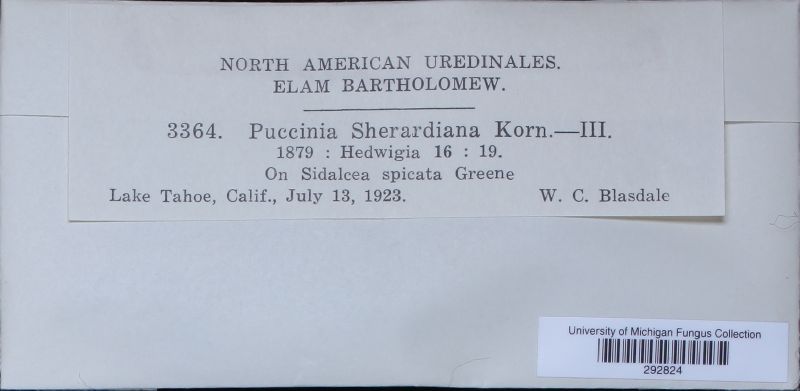 NORTH AMERICAN UREDINALES.
ELAM BARTHOLOMEW.
3364. Puccinia Sherardiana Korn.—III.
1879 : Hedwigia 16 : 19.
On Sidalcea spicata Greene
Lake Tahoe, Calif., July 13, 1923. W. C. Blasdale
University of Michigan Fungus Collection
292824